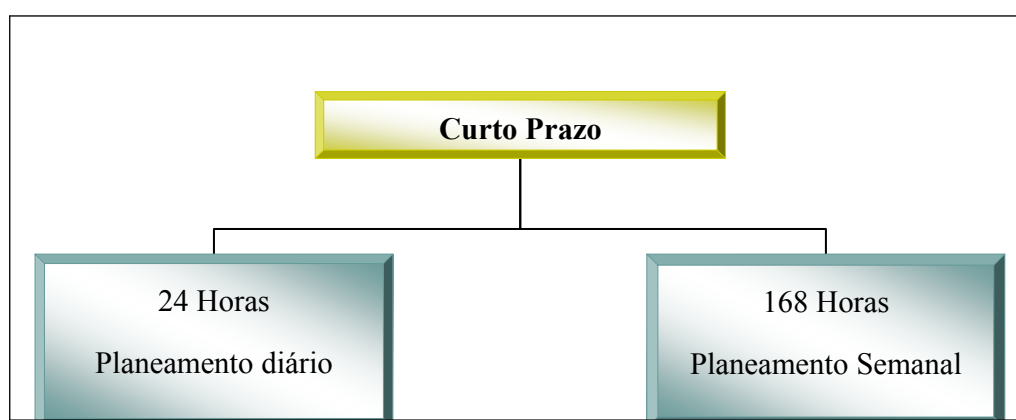 Curto Prazo
24 Horas
Planeamento diário
168 Horas
Planeamento Semanal